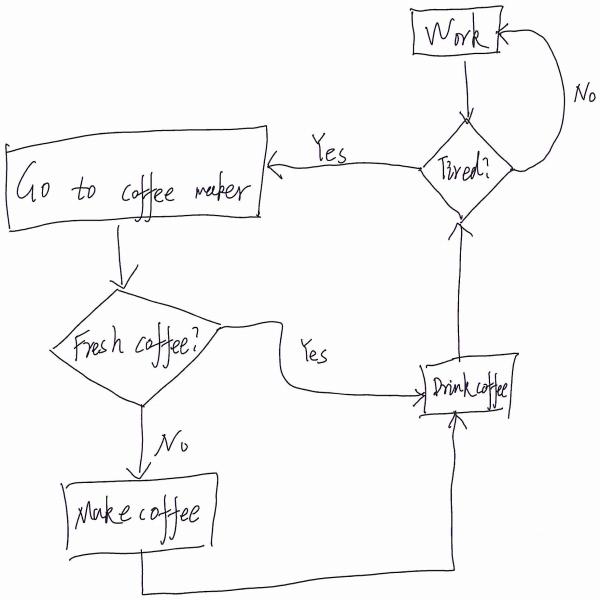 Work
No
Tired?
Yes
Go to coffee maker
Fresh coffee?
Yes
Drink coffee
No
Make coffee